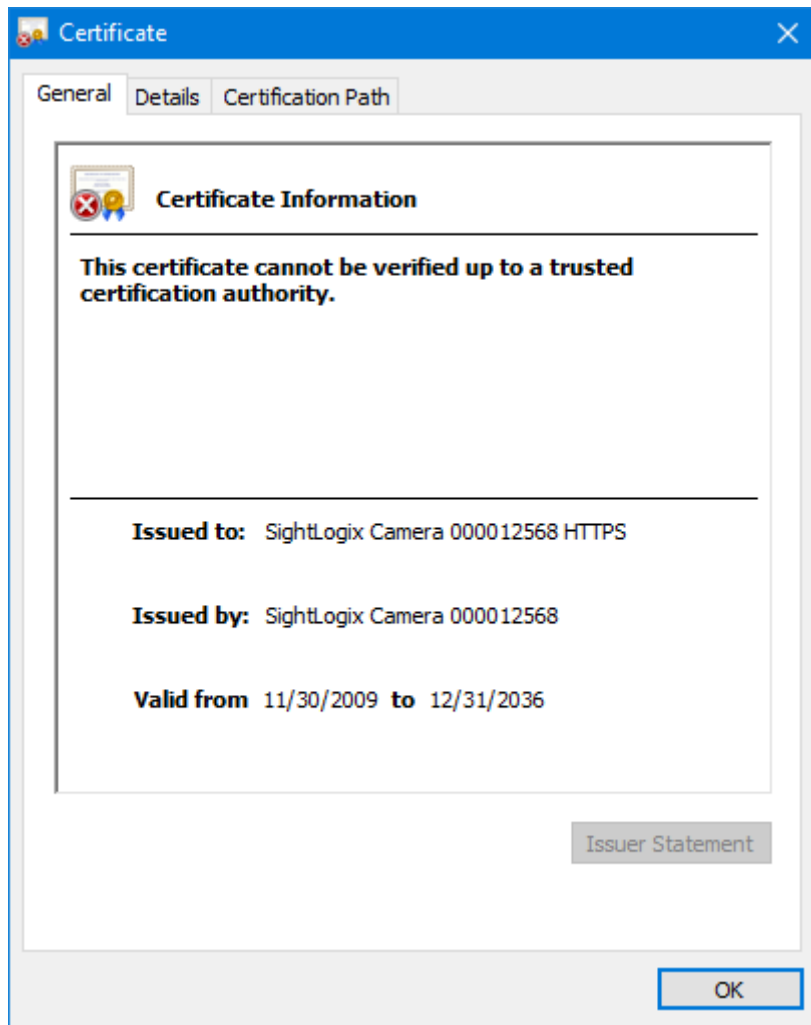 Certificate
General Details Certification Path
Certificate Information
This certificate cannot be verified up to a trusted
certification authority.
Issued to: SightLogix Camera 000012568 HTTPS
Issued by: SightLogix Camera 000012568
Valid from 11/30/2009 to 12/31/2036
Issuer Statement
OK